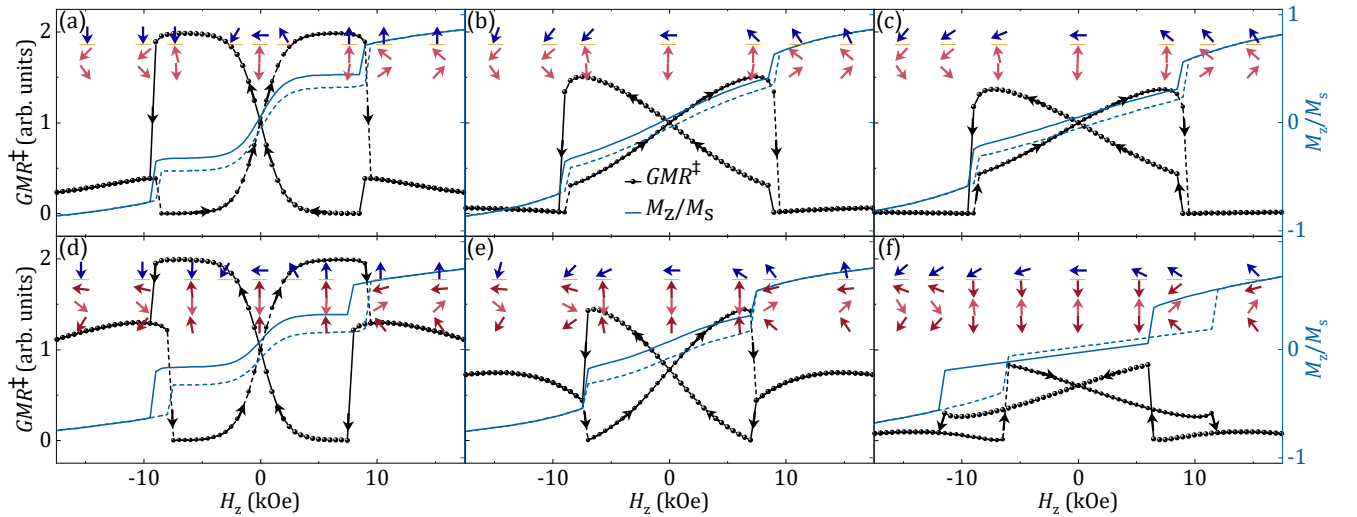 (a) (b) (c)
2 1 0
GMR‡ (arb. units)
1 0 -1
Mz/Ms
GMR‡
Mz/Ms
(d) (e) (f)
2 1 0
GMR‡ (arb. units)
1 0 -1
Mz/Ms
-10 0 10 -10 0 10 -10 0 10
Hz (kOe) Hz (kOe) Hz (kOe)